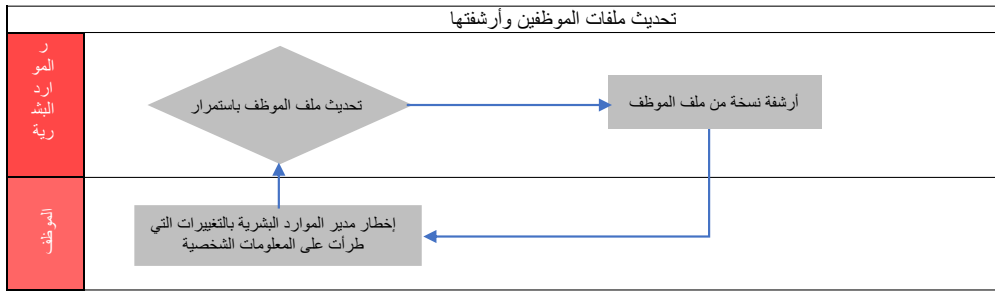 تحديث ملفات الموظفين وأرشفتها
ر
المو
ارد
البش
رية
تحديث ملف الموظف باستمرار
أرشفة نسخة من ملف الموظف
الموظف
إخطار مدير الموارد البشرية بالتغييرات التي
طرأت على المعلومات الشخصية